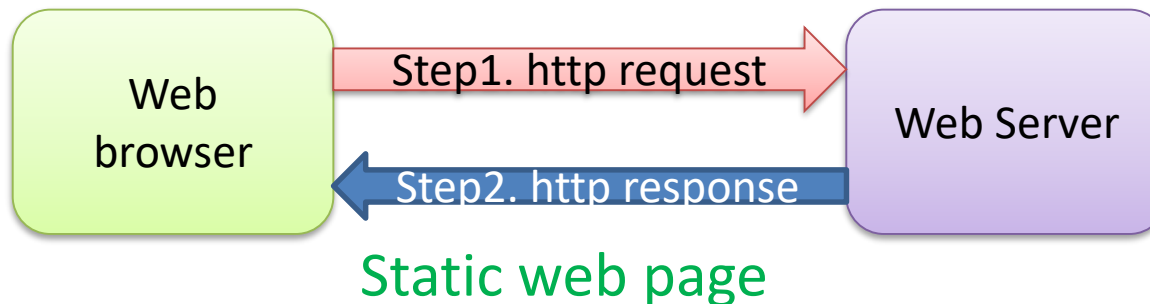 Web
browser
Step1. http request
Step2. http response
Web Server
Static web page